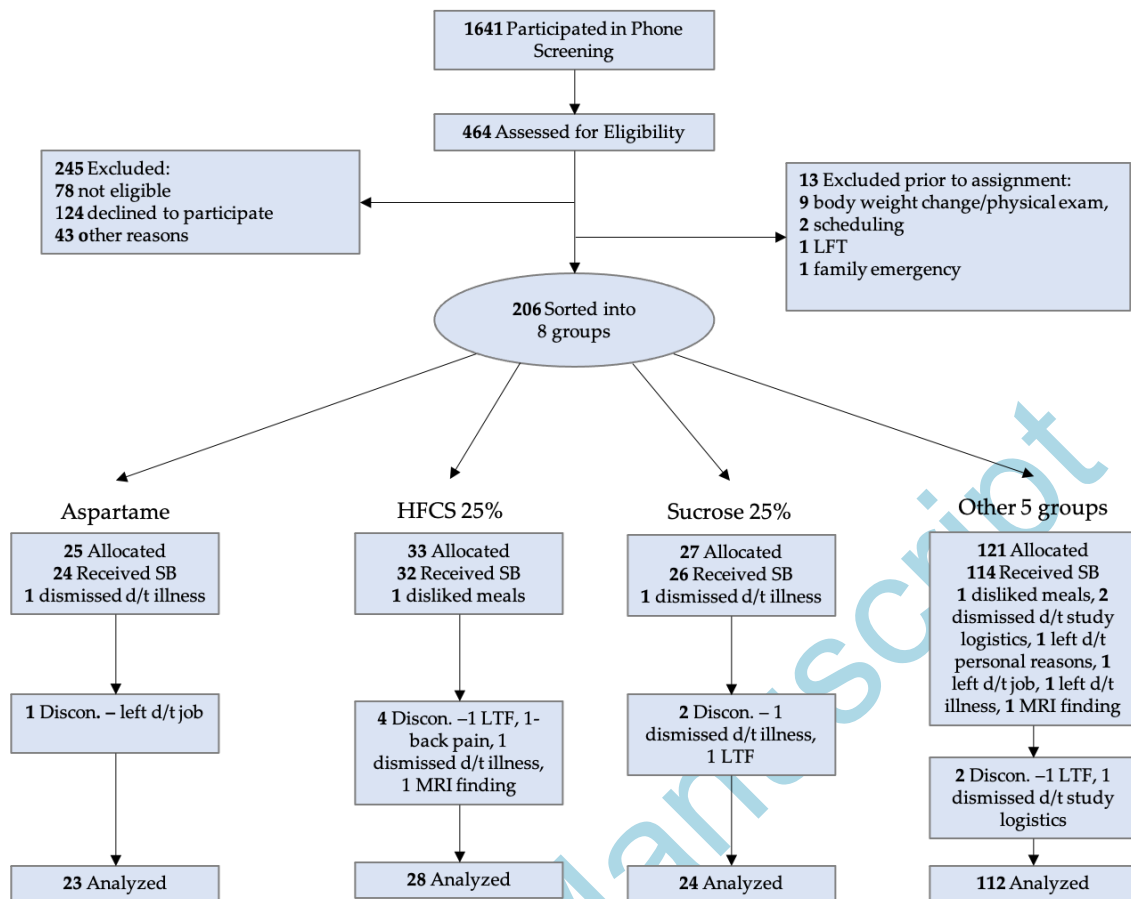 1641 Participated in Phone
Screening
464 Assessed for Eligibility
245 Excluded:
78 not eligible
124 declined to participate
43 other reasons
13 Excluded prior to assignment:
9 body weight change/physical exam,
2 scheduling
1 LFT
1 family emergency
206 Sorted into
8 groups
Aspartame
25 Allocated
24 Received SB
1 dismissed d/t illness
1 Discon. – left d/t job
23 Analyzed
HFCS 25%
33 Allocated
32 Received SB
1 disliked meals
4 Discon. –1 LTF, 1-
back pain, 1
dismissed d/t illness,
1 MRI finding
28 Analyzed
Sucrose 25%
27 Allocated
26 Received SB
1 dismissed d/t illness
2 Discon. – 1
dismissed d/t illness,
1 LTF
24 Analyzed
Other 5 groups
121 Allocated
114 Received SB
1 disliked meals, 2
dismissed d/t study
logistics, 1 left d/t
personal reasons, 1
left d/t job, 1 left d/t
illness, 1 MRI finding
2 Discon. –1 LTF, 1
dismissed d/t study
logistics
112 Analyzed
Manuscript